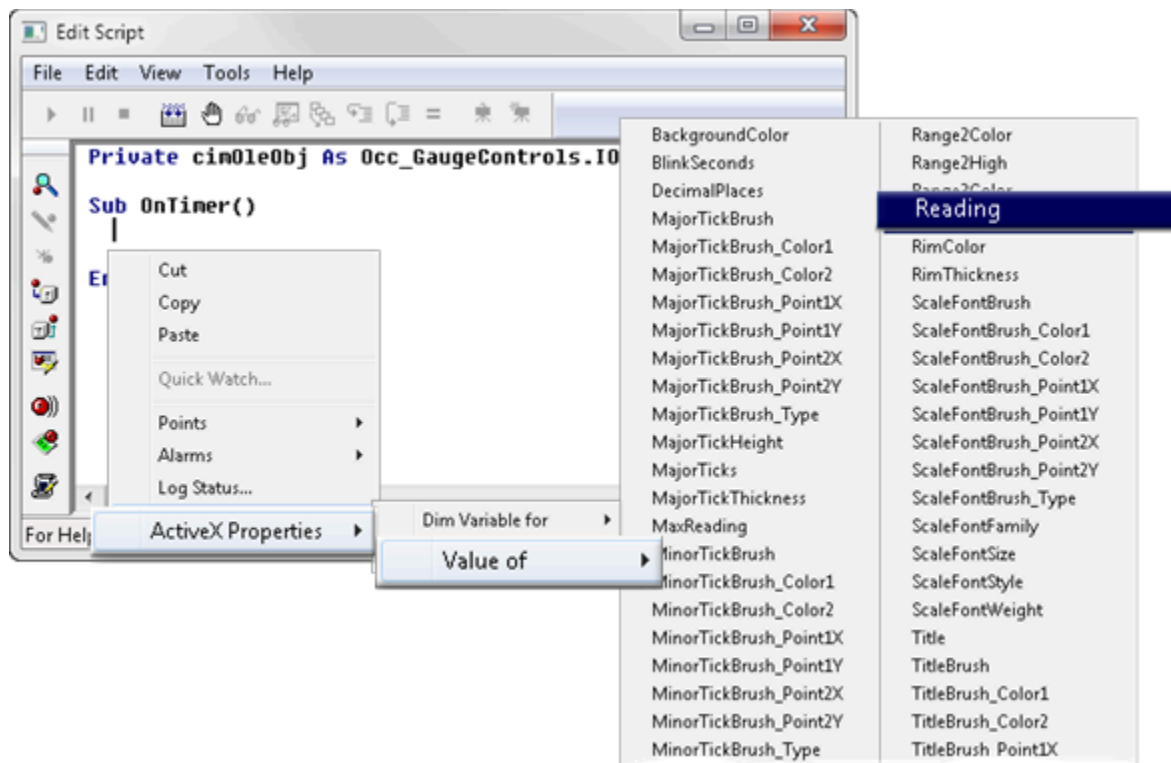 Edit Script
File Edit View Tools Help
Private cimOleObj As Occ_GaugeControls.IO
Sub OnTimer()
Cut
Copy
Paste
Quick Watch...
Points
Alarms
Log Status...
ActiveX Properties
For Help
Dim Variable for
Value of
BackgroundColor
BlinkSeconds
DecimalPlaces
MajorTickBrush
MajorTickBrush_Color1
MajorTickBrush_Color2
MajorTickBrush_Point1X
MajorTickBrush_Point1Y
MajorTickBrush_Point2X
MajorTickBrush_Point2Y
MajorTickBrush_Type
MajorTickHeight
MajorTicks
MajorTickThickness
MaxReading
MinorTickBrush
MinorTickBrush_Color1
MinorTickBrush_Color2
MinorTickBrush_Point1X
MinorTickBrush_Point1Y
MinorTickBrush_Point2X
MinorTickBrush_Point2Y
MinorTickBrush_Type
Range2Color
Range2High
Reading
RimColor
RimThickness
ScaleFontBrush
ScaleFontBrush_Color1
ScaleFontBrush_Color2
ScaleFontBrush_Point1X
ScaleFontBrush_Point1Y
ScaleFontBrush_Point2X
ScaleFontBrush_Point2Y
ScaleFontBrush_Type
ScaleFontFamily
ScaleFontSize
ScaleFontStyle
ScaleFontWeight
Title
TitleBrush
TitleBrush_Color1
TitleBrush_Color2
TitleBrush_Point1X